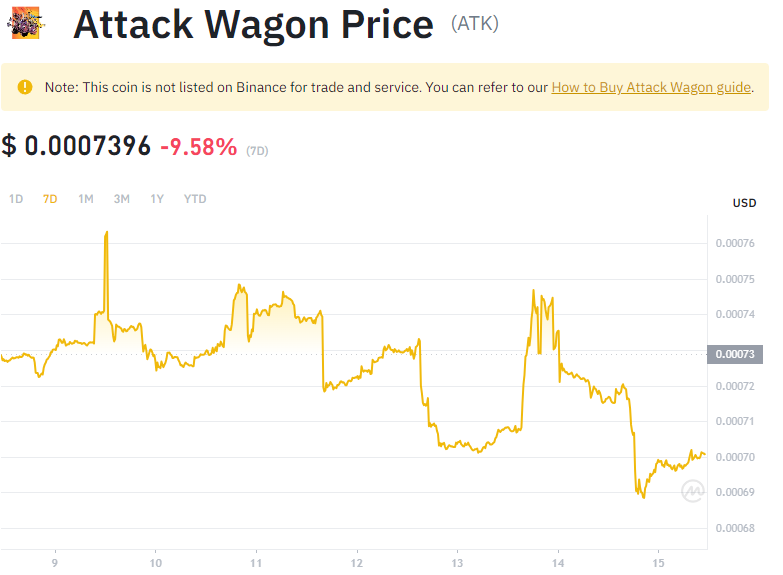 Attack Wagon Price (ATK)
Note: This coin is not listed on Binance for trade and service. You can refer to our How to Buy Attack Wagon guide.
$ 0.0007396 -9.58% (7D)
1D 7D 1M 3M 1Y YTD
USD
0.00076
0.00075
0.00074
0.00073
0.00072
0.00071
0.00070
0.00069
0.00068
9 10 11 12 13 14 15